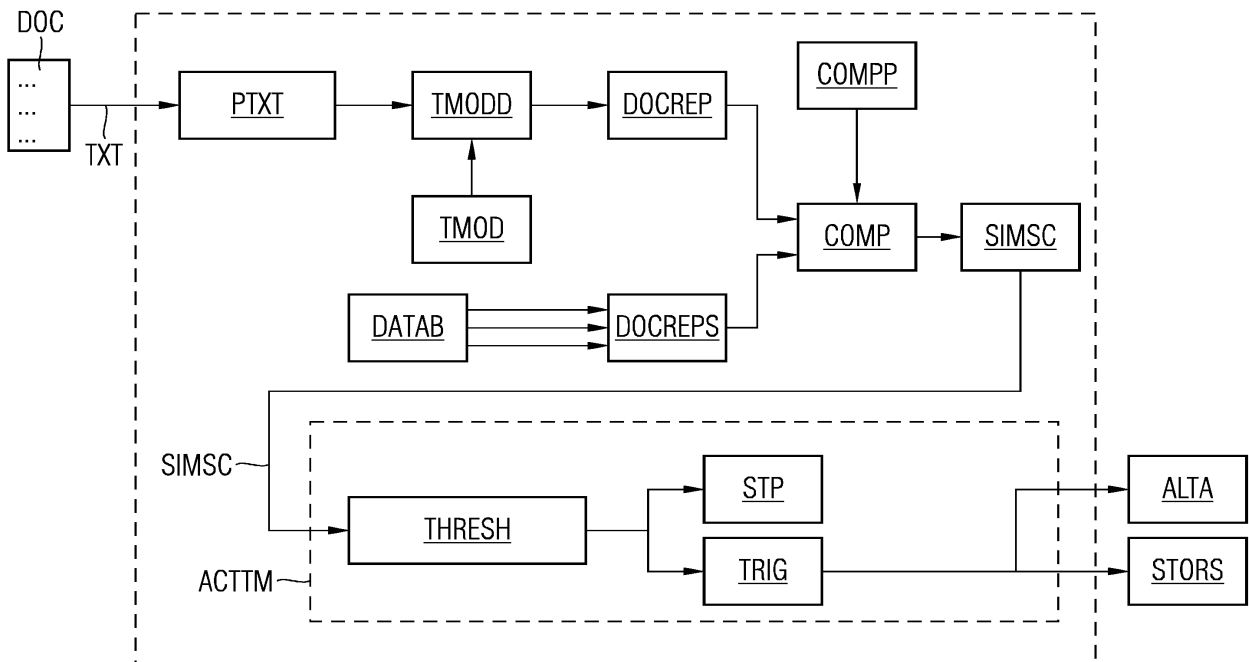 DOC
...
...
...
TXT
PTXT
TMODD
DOCREP
COMPP
TMOD
COMP
SIMSC
DATAB
DOCREPS
SIMSC
ACTTM
THRESH
STP
TRIG
ALTA
STORS